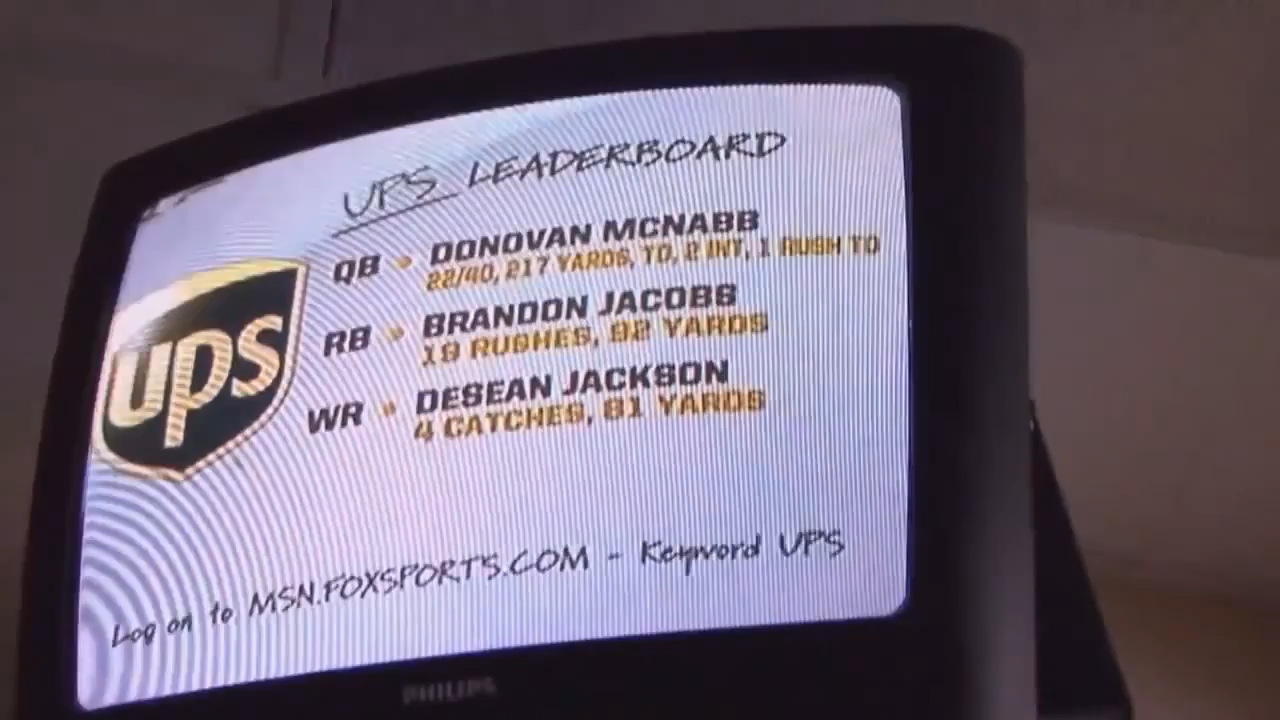 UPS LEADERBOARD
QB » DONOVAN MCNABB
22/40, 217 YARDS, TD, 2 INT, 1 RUSH TD
RB » BRANDON JACOBS
19 RUSHES, 92 YARDS
WR » DESEAN JACKSON
4 CATCHES, 81 YARDS
ups
Log on to MSN.FOXSPORTS.COM - Keyword UPS
PHILIPS